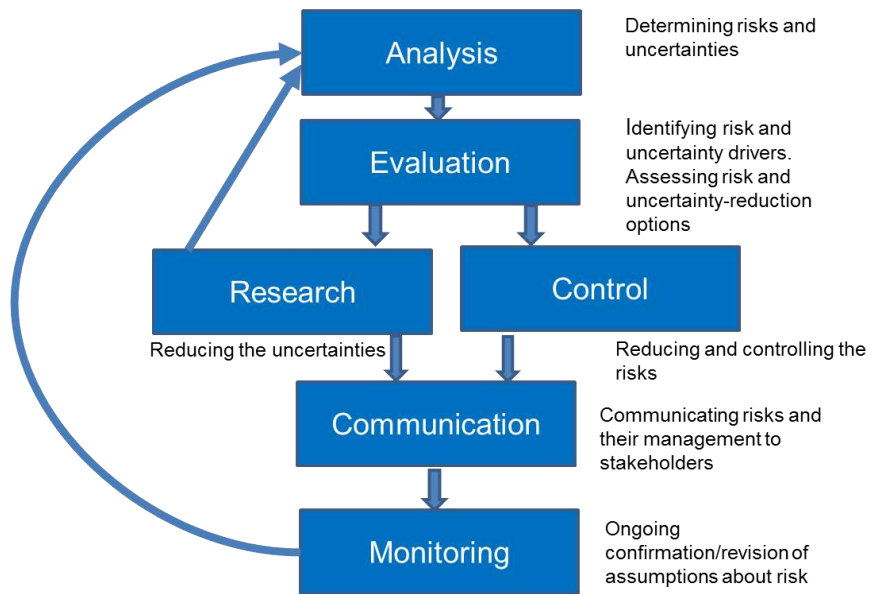 Analysis
Determining risks and
uncertainties
Evaluation
Identifying risk and
uncertainty drivers.
Assessing risk and
uncertainty-reduction
options
Research
Control
Reducing the uncertainties
Reducing and controlling the
risks
Communication
Communicating risks and
their management to
stakeholders
Monitoring
Ongoing
confirmation/revision of
assumptions about risk